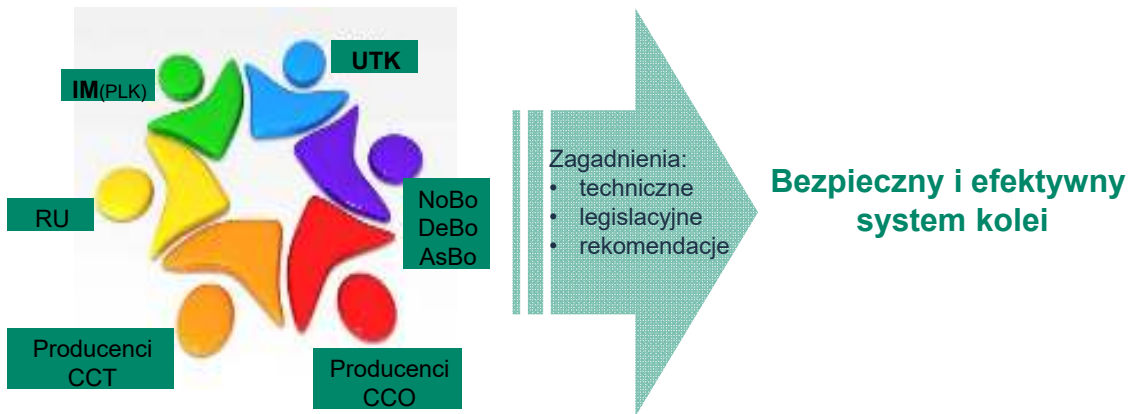 UTK
IM(PLK)
RU
NoBo
DeBo
AsBo
Producenci
CCT
Producenci
CCO
Zagadnienia:
• techniczne
• legislacyjne
• rekomendacje
Bezpieczny i efektywny
system kolei